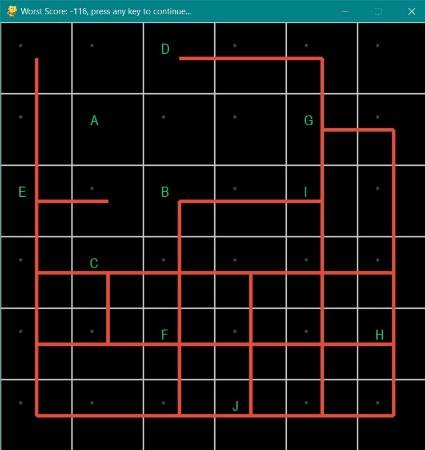 Worst Score: -116, press any key to continue...
D
A
G
E
B
I
C
F
H
J